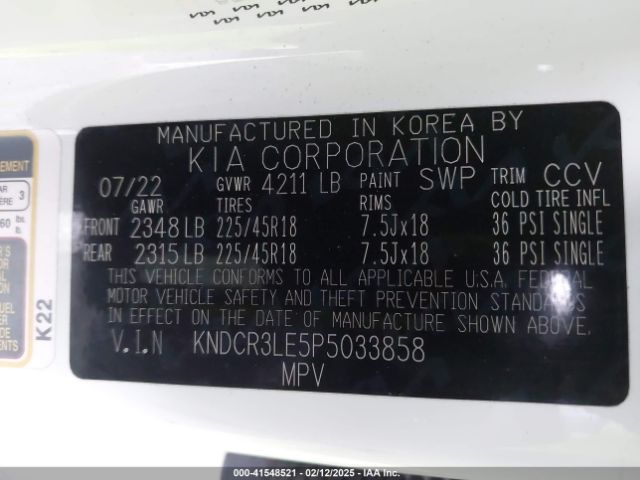 MANUFACTURED IN KOREA BY
KIA CORPORATION
07/22 GVWR 4211 LB PAINT SWP TRIM CCV
GAWR TIRES RIMS COLD TIRE INFL
FRONT 2348 LB 225/45R18 7.5Jx18 36 PSI SINGLE
REAR 2315 LB 225/45R18 7.5Jx18 36 PSI SINGLE
THIS VEHICLE CONFORMS TO ALL APPLICABLE U.S.A. FEDERAL
MOTOR VEHICLE SAFETY AND THEFT PREVENTION STANDARDS
IN EFFECT ON THE DATE OF MANUFACTURE SHOWN ABOVE.
V.I.N KNDCR3LE5P5033858
MPV
K22
3
60 lbs.
000-41548521 - 02/12/2025 - IAA Inc.